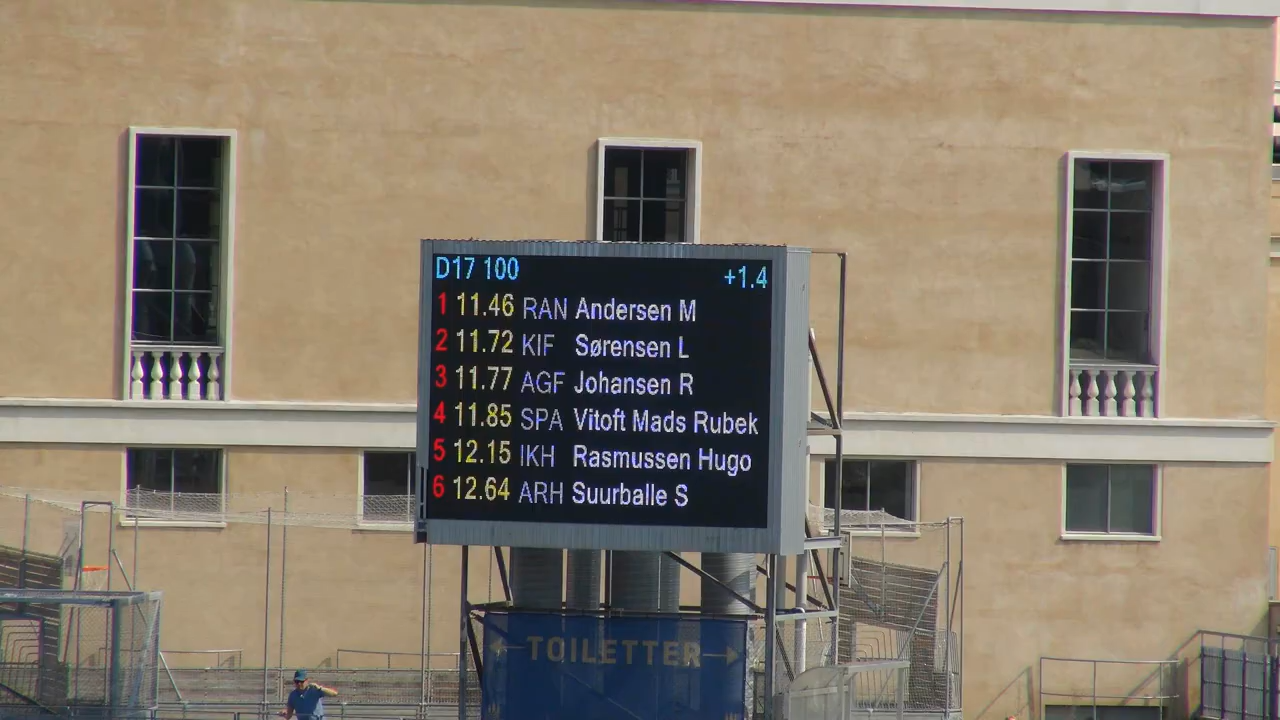 D17 100 +1.4
1 11.46 RAN Andersen M
2 11.72 KIF Sørensen L
3 11.77 AGF Johansen R
4 11.85 SPA Vitoft Mads Rubek
5 12.15 IKH Rasmussen Hugo
6 12.64 ARH Suurballe S
← TOILETTER →